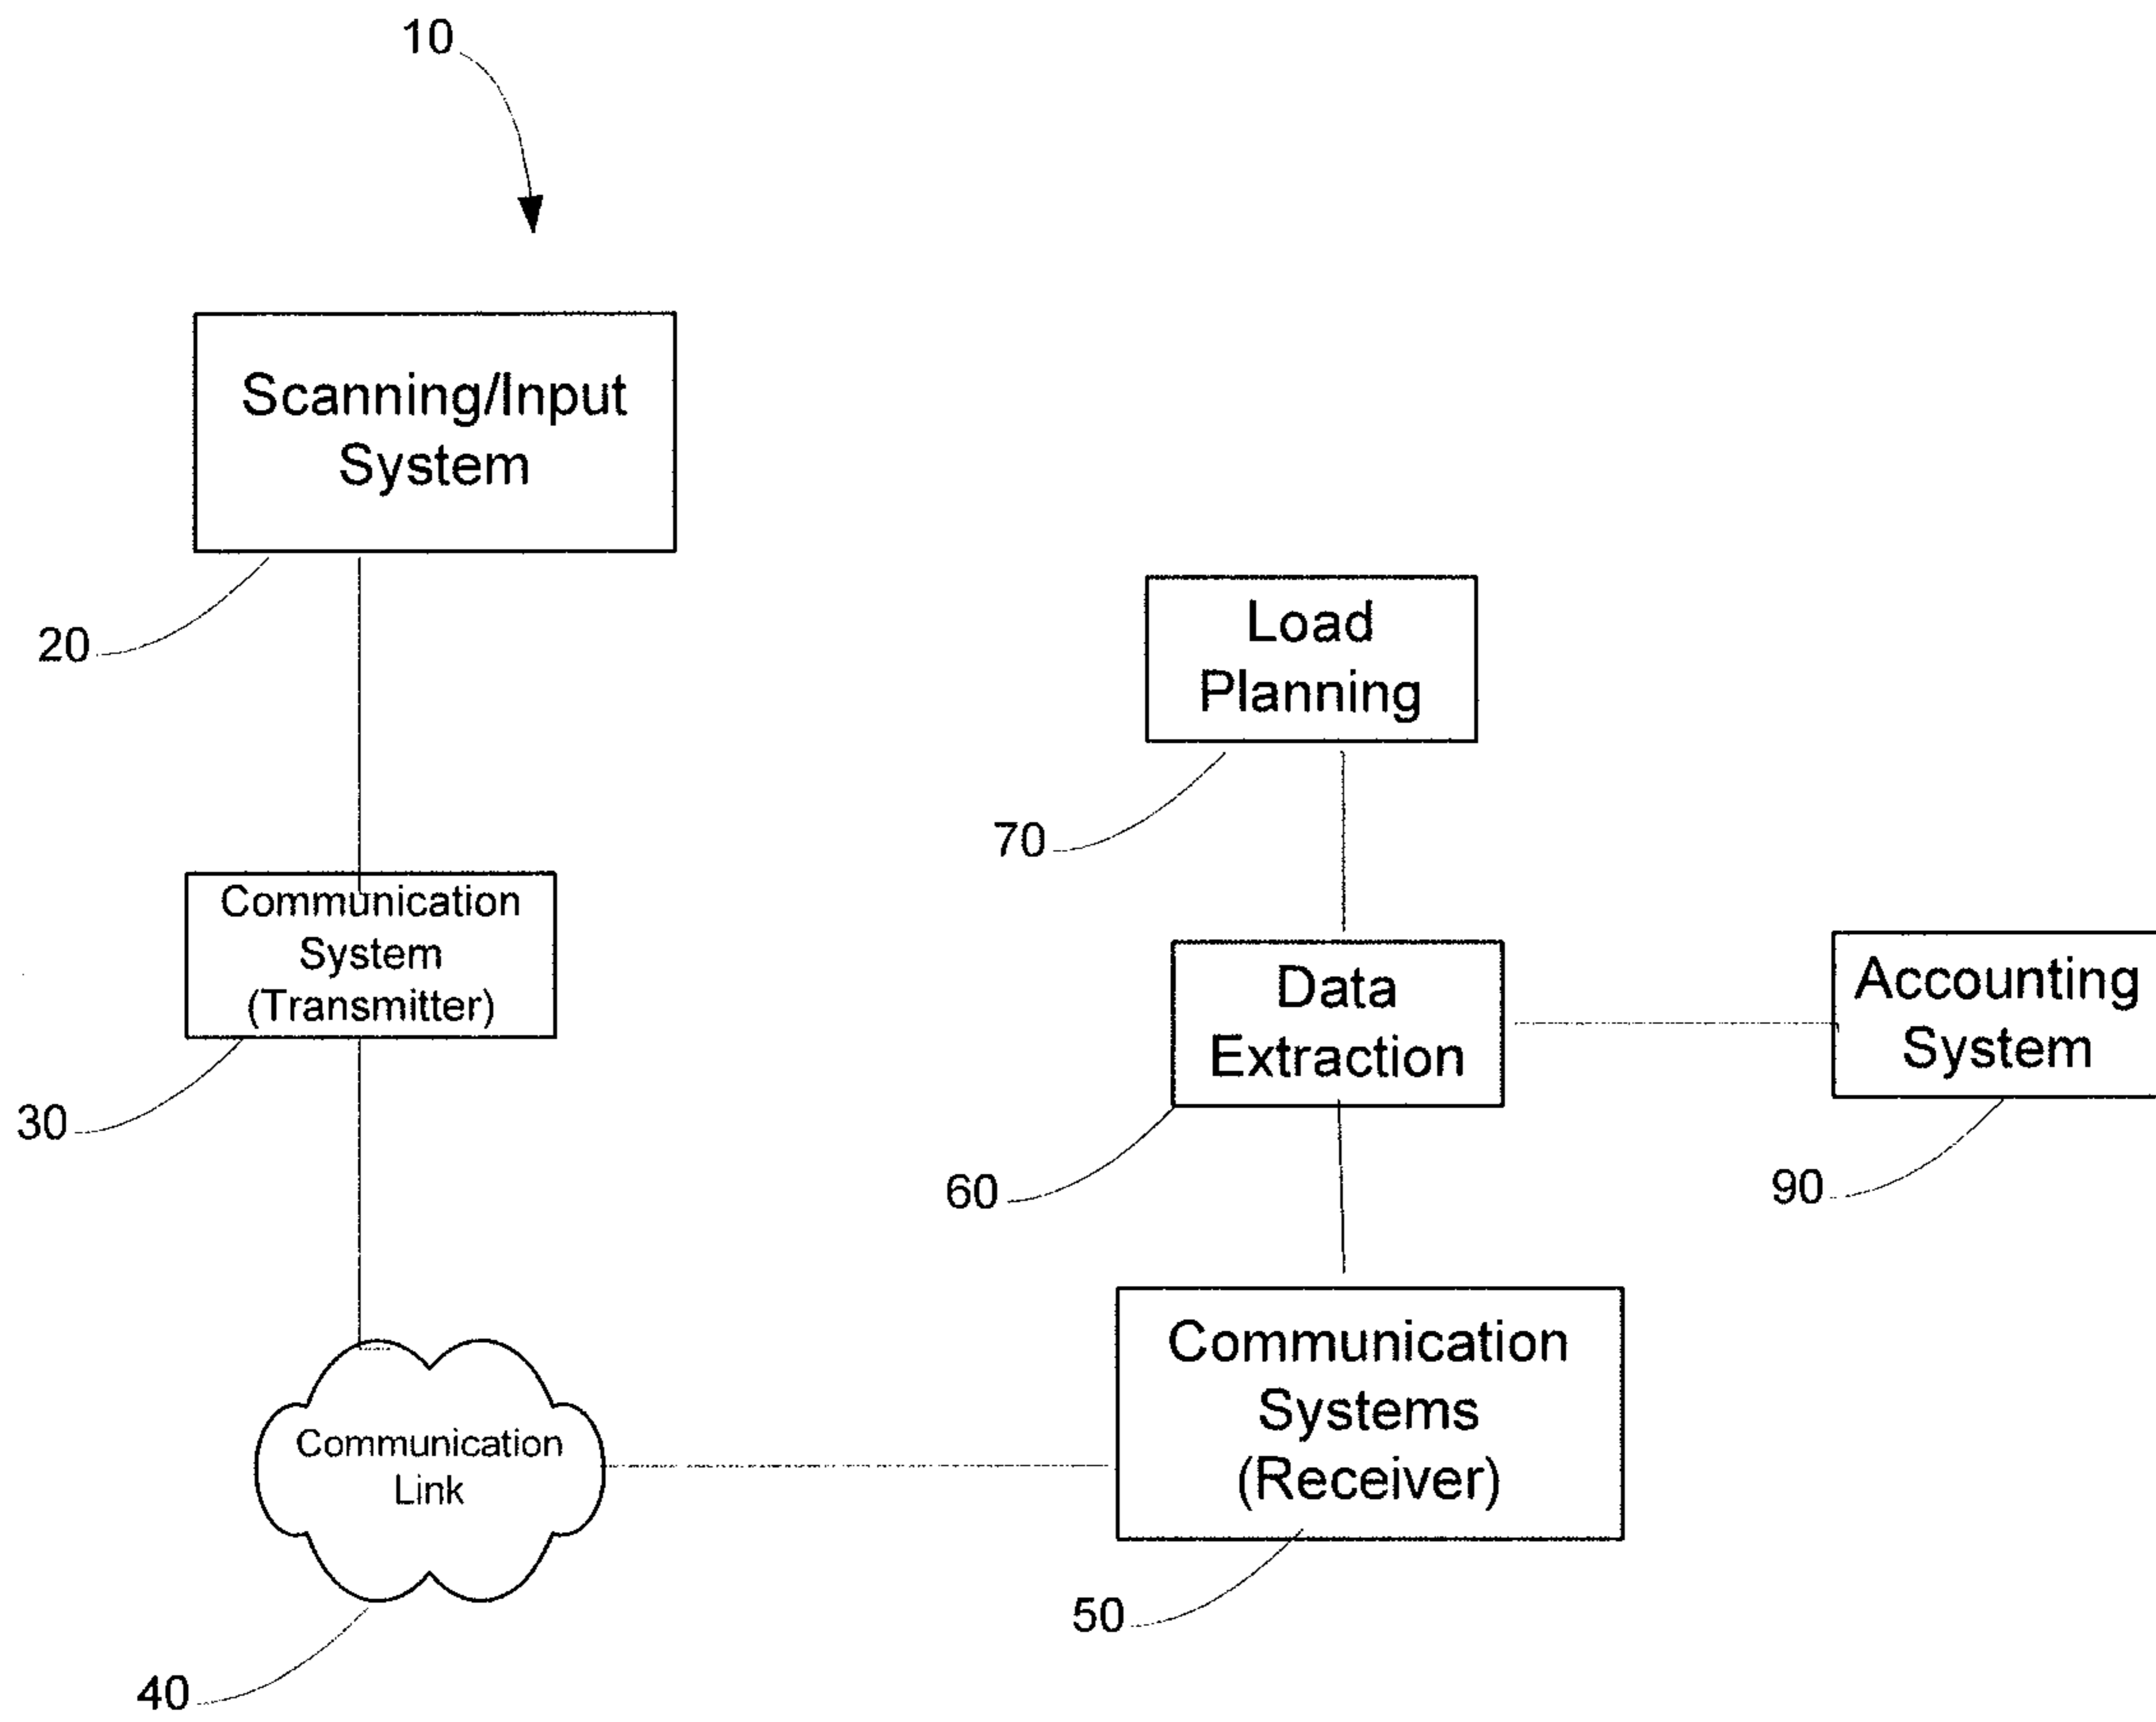 10
Scanning/Input
System
20
Load
Planning
70
Communication
System
(Transmitter)
30
Data
Extraction
60
Accounting
System
90
Communication
Link
40
Communication
Systems
(Receiver)
50